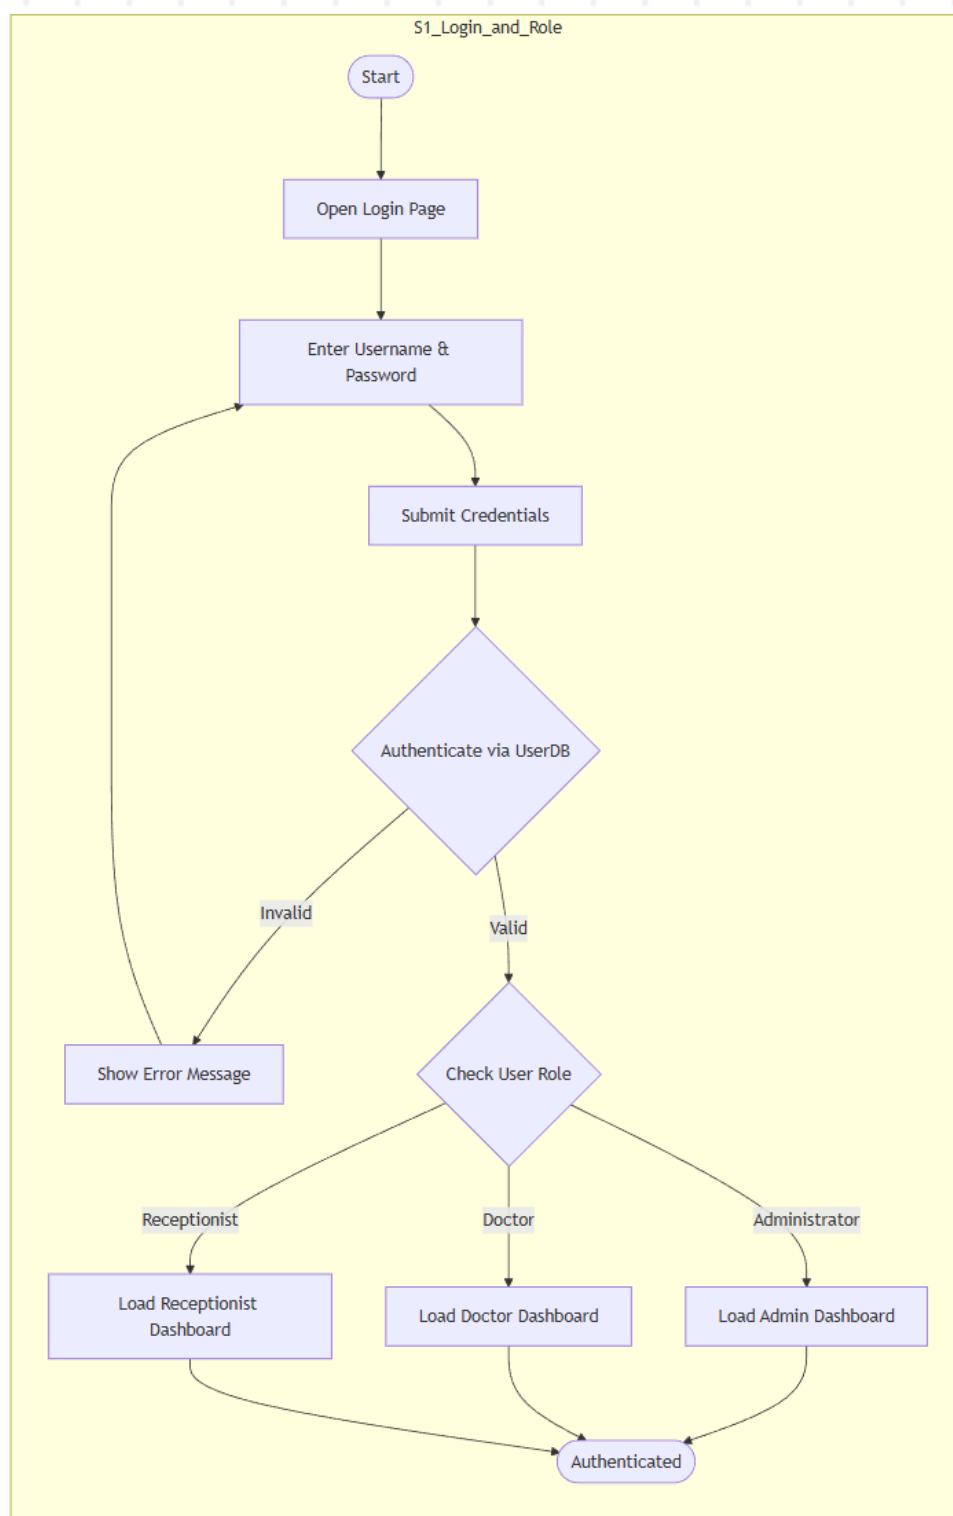 S1_Login_and_Role
Start
Open Login Page
Enter Username &
Password
Submit Credentials
Authenticate via UserDB
Invalid
Valid
Show Error Message
Check User Role
Receptionist
Doctor
Administrator
Load Receptionist
Dashboard
Load Doctor Dashboard
Load Admin Dashboard
Authenticated